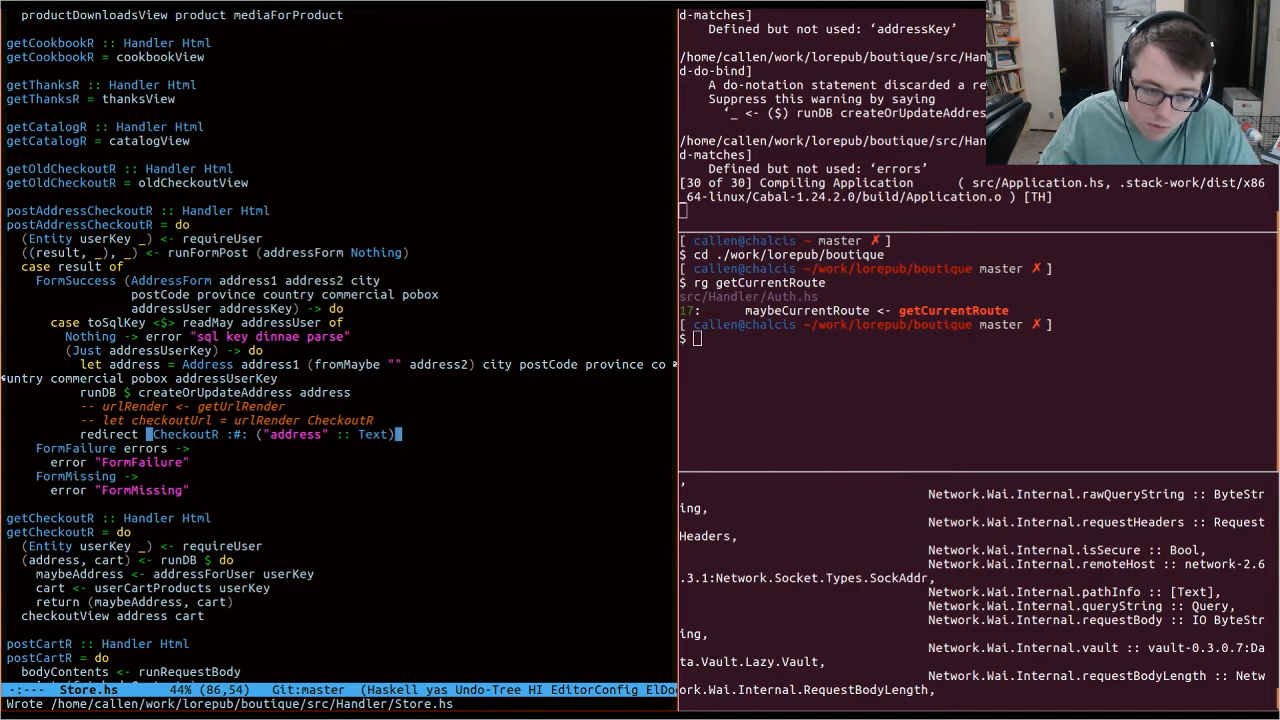 productDownloadsView product mediaForProduct
getCookbookR :: Handler Html
getCookbookR = cookbookView
getThanksR :: Handler Html
getThanksR = thanksView
getCatalogR :: Handler Html
getCatalogR = catalogView
getOldCheckoutR :: Handler Html
getOldCheckoutR = oldCheckoutView
postAddressCheckoutR :: Handler Html
postAddressCheckoutR = do
(Entity userKey _) <- requireUser
((result, _), _) <- runFormPost (addressForm Nothing)
case result of
FormSuccess (AddressForm address1 address2 city
postCode province country commercial pobox
addressUser addressKey) -> do
case toSqlKey <$> readMay addressUser of
Nothing -> error "sql key dinnae parse"
(Just addressUserKey) -> do
let address = Address address1 (fromMaybe "" address2) city postCode province co
untry commercial pobox addressUserKey
runDB $ createOrUpdateAddress address
-- urlRender <- getUrlRender
-- let checkoutUrl = urlRender CheckoutR
redirect (CheckoutR :#: ("address" :: Text))
FormFailure errors ->
error "FormFailure"
FormMissing ->
error "FormMissing"
getCheckoutR :: Handler Html
getCheckoutR = do
(Entity userKey _) <- requireUser
(address, cart) <- runDB $ do
maybeAddress <- addressForUser userKey
cart <- userCartProducts userKey
return (maybeAddress, cart)
checkoutView address cart
postCartR :: Handler Html
postCartR = do
bodyContents <- runRequestBody
-:--- Store.hs 44% (86,54) Git:master (Haskell yas Undo-Tree HI EditorConfig ElDo
Wrote /home/callen/work/lorepub/boutique/src/Handler/Store.hs
d-matches]
Defined but not used: ‘addressKey’
/home/callen/work/lorepub/boutique/src/Han
d-do-bind]
A do-notation statement discarded a re
Suppress this warning by saying
‘_ <- ($) runDB createOrUpdateAddres
/home/callen/work/lorepub/boutique/src/Han
d-matches]
Defined but not used: ‘errors’
[30 of 30] Compiling Application ( src/Application.hs, .stack-work/dist/x86
_64-linux/Cabal-1.24.2.0/build/Application.o ) [TH]
[ callen@chalcis ~ master ✗ ]
$ cd ./work/lorepub/boutique
[ callen@chalcis ~/work/lorepub/boutique master ✗ ]
$ rg getCurrentRoute
src/Handler/Auth.hs
17: maybeCurrentRoute <- getCurrentRoute
[ callen@chalcis ~/work/lorepub/boutique master ✗ ]
$
,
Network.Wai.Internal.rawQueryString :: ByteStr
ing,
Network.Wai.Internal.requestHeaders :: Request
Headers,
Network.Wai.Internal.isSecure :: Bool,
Network.Wai.Internal.remoteHost :: network-2.6
.3.1:Network.Socket.Types.SockAddr,
Network.Wai.Internal.pathInfo :: [Text],
Network.Wai.Internal.queryString :: Query,
Network.Wai.Internal.requestBody :: IO ByteStr
ing,
Network.Wai.Internal.vault :: vault-0.3.0.7:Da
ta.Vault.Lazy.Vault,
Network.Wai.Internal.requestBodyLength :: Netw
ork.Wai.Internal.RequestBodyLength,